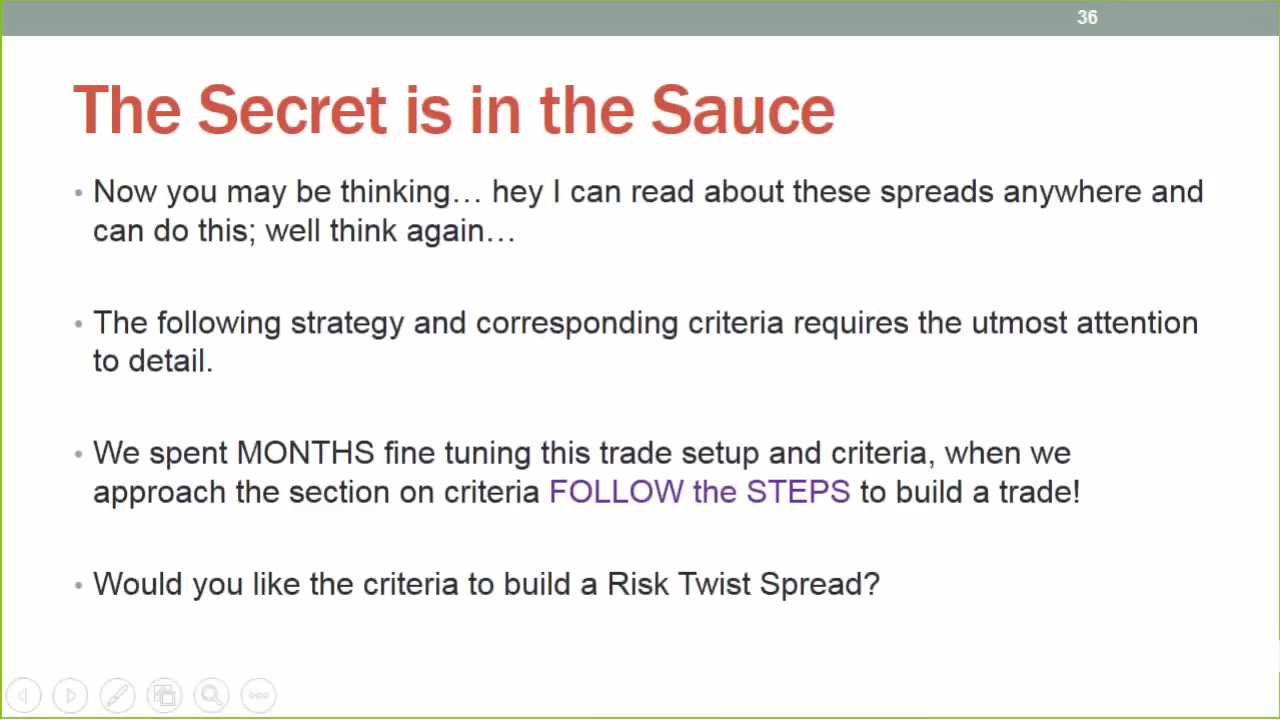 36
The Secret is in the Sauce
• Now you may be thinking… hey I can read about these spreads anywhere and
can do this; well think again…
• The following strategy and corresponding criteria requires the utmost attention
to detail.
• We spent MONTHS fine tuning this trade setup and criteria, when we
approach the section on criteria FOLLOW the STEPS to build a trade!
• Would you like the criteria to build a Risk Twist Spread?